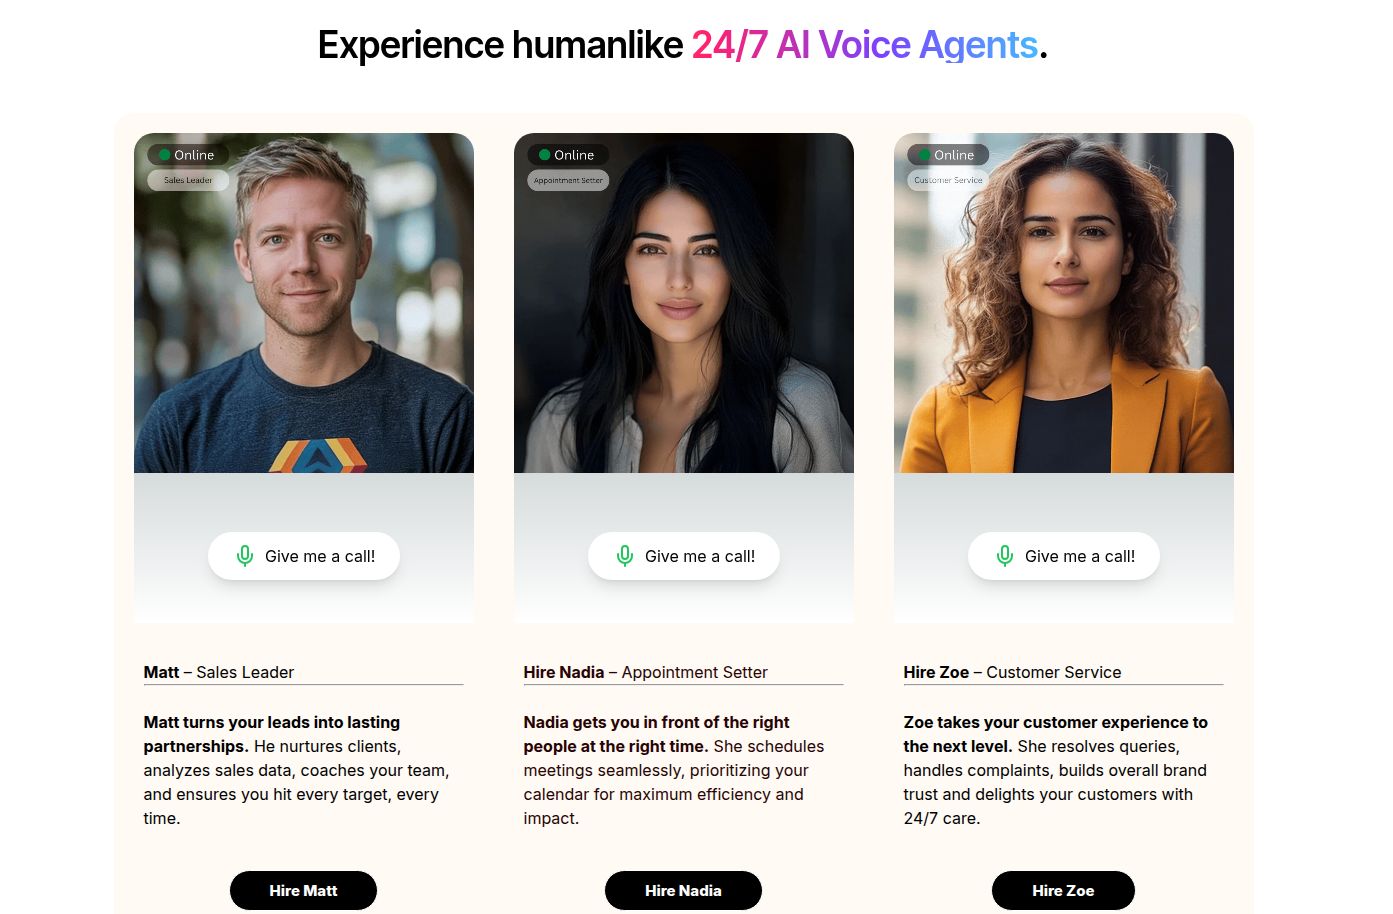 Experience humanlike 24/7 AI Voice Agents.
Online
Sales Leader
Online
Appointment Setter
Online
Customer Service
Give me a call!
Give me a call!
Give me a call!
Matt – Sales Leader
Matt turns your leads into lasting
partnerships. He nurtures clients,
analyzes sales data, coaches your team,
and ensures you hit every target, every
time.
Hire Matt
Hire Nadia – Appointment Setter
Nadia gets you in front of the right
people at the right time. She schedules
meetings seamlessly, prioritizing your
calendar for maximum efficiency and
impact.
Hire Nadia
Hire Zoe – Customer Service
Zoe takes your customer experience to
the next level. She resolves queries,
handles complaints, builds overall brand
trust and delights your customers with
24/7 care.
Hire Zoe